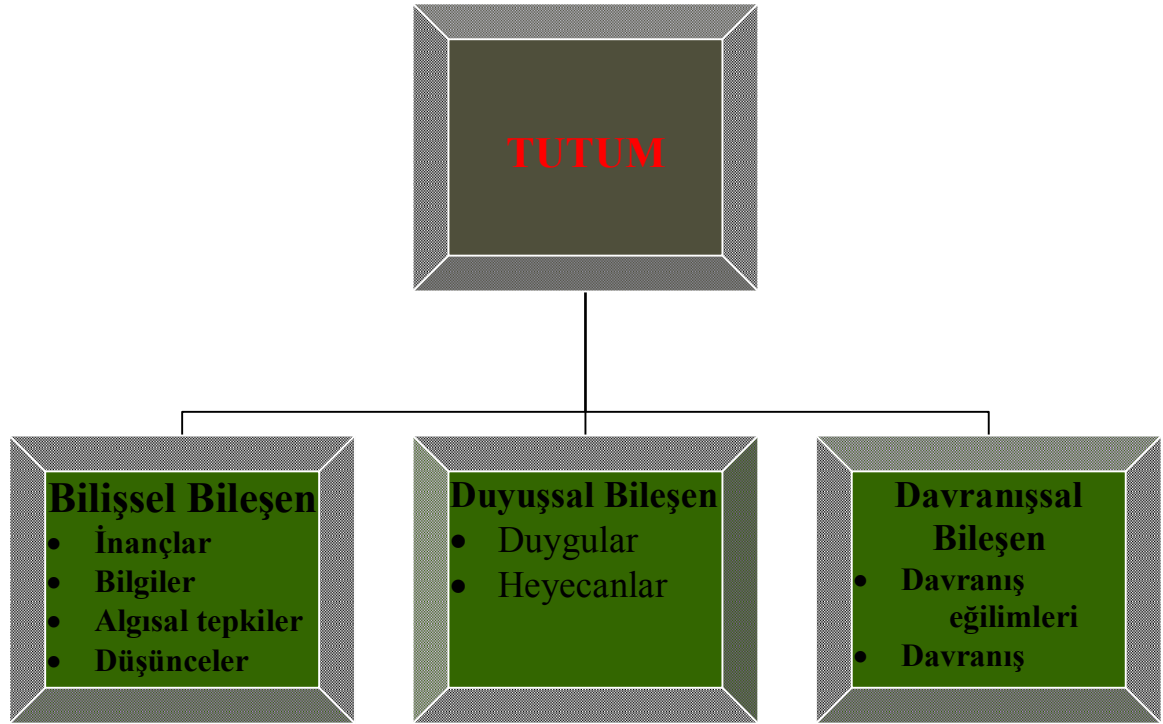 TUTUM
Bilişsel Bileşen
• İnançlar
• Bilgiler
• Algısal tepkiler
• Düşünceler
Duyuşsal Bileşen
• Duygular
• Heyecanlar
Davranışsal
Bileşen
• Davranış
eğilimleri
• Davranış